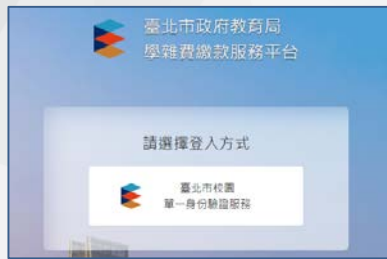 臺北市政府教育局
學雜費繳款服務平台
請選擇登入方式
臺北市校園
單一身份驗證服務